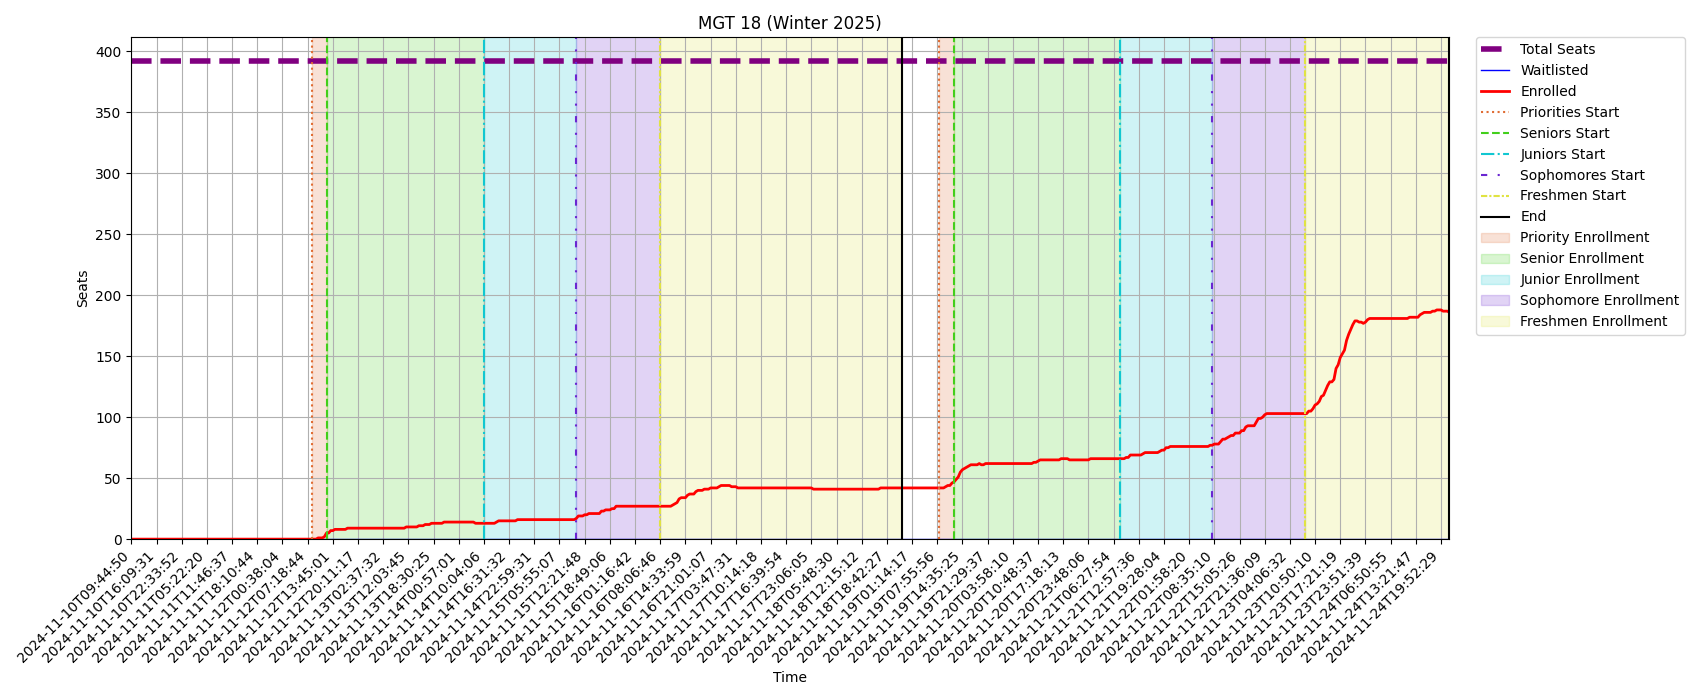 MGT 18 (Winter 2025)
400
350
300
250
200
150
100
50
0
Seats
2024-11-10T09:44:50
2024-11-10T16:09:31
2024-11-10T22:33:52
2024-11-11T05:22:20
2024-11-11T11:46:37
2024-11-11T18:10:44
2024-11-12T00:38:04
2024-11-12T07:18:44
2024-11-12T13:45:01
2024-11-12T20:11:17
2024-11-13T02:37:32
2024-11-13T12:03:45
2024-11-13T18:30:25
2024-11-14T00:57:01
2024-11-14T10:04:06
2024-11-14T16:31:32
2024-11-14T22:59:31
2024-11-15T05:55:07
2024-11-15T12:21:48
2024-11-15T18:49:06
2024-11-16T01:16:42
2024-11-16T08:06:46
2024-11-16T14:33:59
2024-11-16T21:01:07
2024-11-17T03:47:31
2024-11-17T10:14:18
2024-11-17T16:39:54
2024-11-17T23:06:05
2024-11-18T05:48:30
2024-11-18T12:15:12
2024-11-18T18:42:27
2024-11-19T01:14:17
2024-11-19T07:55:56
2024-11-19T14:35:25
2024-11-19T21:29:37
2024-11-20T03:58:10
2024-11-20T10:48:37
2024-11-20T17:18:13
2024-11-20T23:48:06
2024-11-21T06:27:54
2024-11-21T12:57:36
2024-11-21T19:28:04
2024-11-22T01:58:20
2024-11-22T08:35:10
2024-11-22T15:05:26
2024-11-22T21:36:09
2024-11-23T04:06:32
2024-11-23T10:50:10
2024-11-23T17:21:19
2024-11-23T23:51:39
2024-11-24T06:50:55
2024-11-24T13:21:47
2024-11-24T19:52:29
Time
Total Seats
Waitlisted
Enrolled
Priorities Start
Seniors Start
Juniors Start
Sophomores Start
Freshmen Start
End
Priority Enrollment
Senior Enrollment
Junior Enrollment
Sophomore Enrollment
Freshmen Enrollment